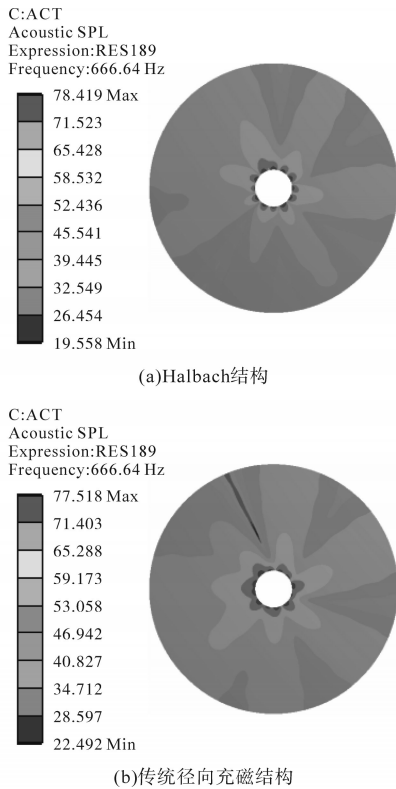 C:ACT
Acoustic SPL
Expression:RES189
Frequency:666.64 Hz
78.419 Max
71.523
65.428
58.532
52.436
45.541
39.445
32.549
26.454
19.558 Min
(a)Halbach结构
C:ACT
Acoustic SPL
Expression:RES189
Frequency:666.64 Hz
77.518 Max
71.403
65.288
59.173
53.058
46.942
40.827
34.712
28.597
22.492 Min
(b)传统径向充磁结构